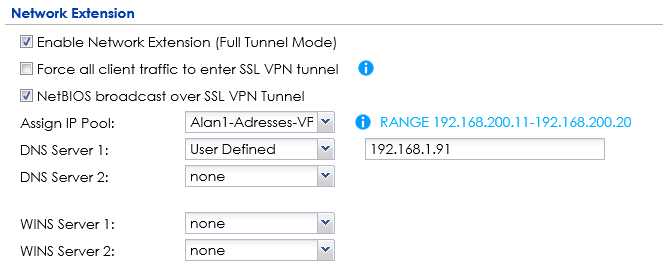 Network Extension
Enable Network Extension (Full Tunnel Mode)
Force all client traffic to enter SSL VPN tunnel
NetBIOS broadcast over SSL VPN Tunnel
Assign IP Pool: Alan1-Adresses-VF RANGE 192.168.200.11-192.168.200.20
DNS Server 1: User Defined 192.168.1.91
DNS Server 2: none
WINS Server 1: none
WINS Server 2: none